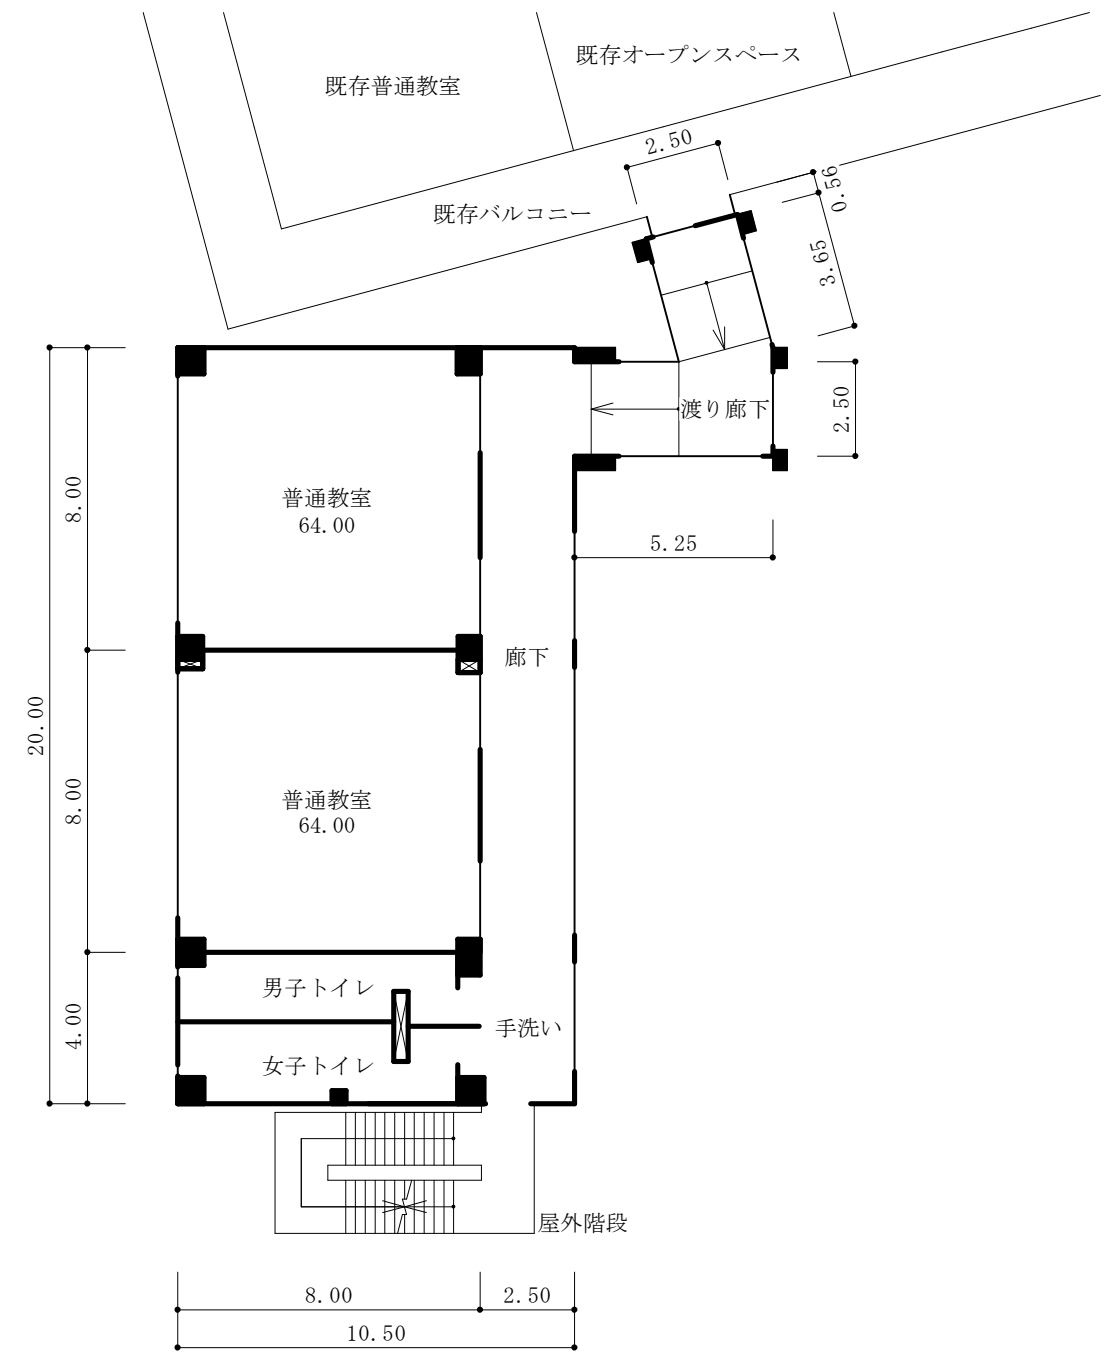 既存オープンスペース
既存普通教室
2.50
0.56
既存バルコニー
3.65
渡り廊下
2.50
8.00
普通教室
64.00
5.25
廊下
20.00
8.00
普通教室
64.00
男子トイレ
4.00
手洗い
女子トイレ
屋外階段
8.00
2.50
10.50